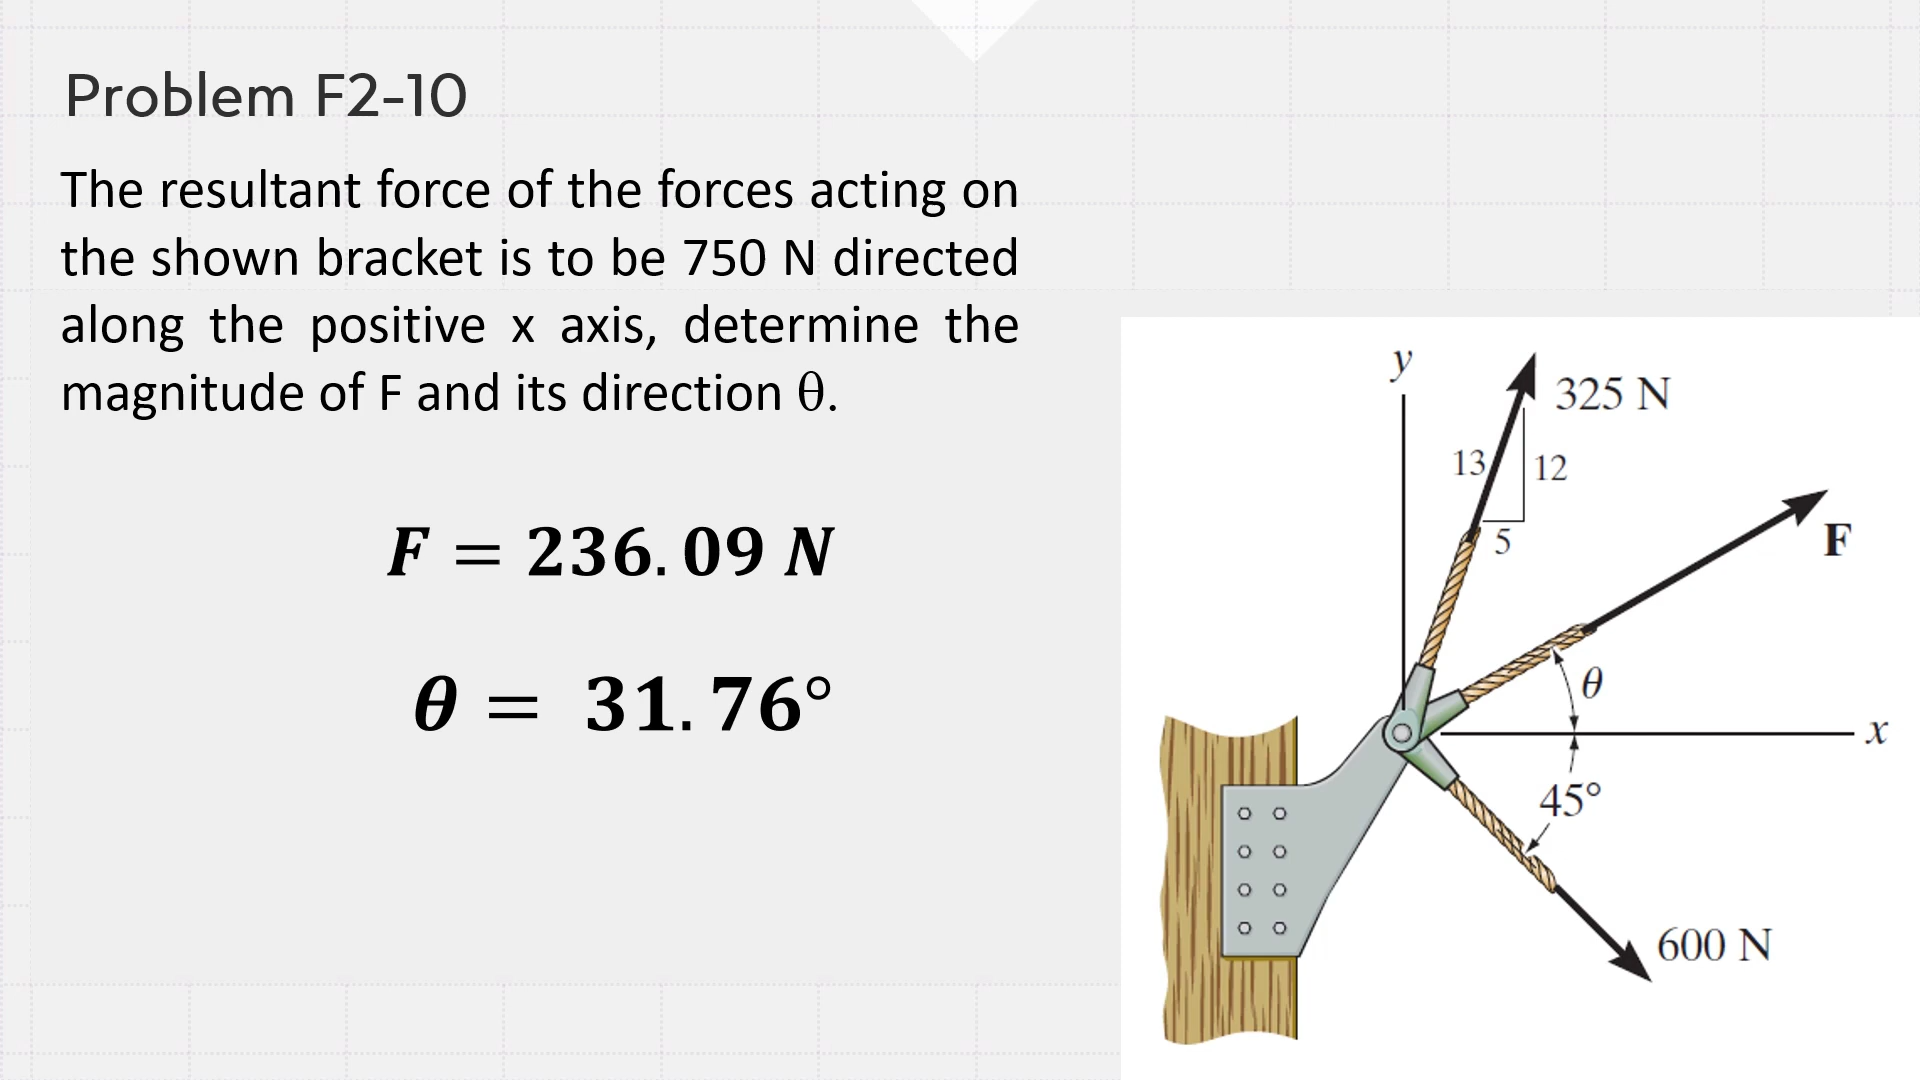 Problem F2-10
The resultant force of the forces acting on
the shown bracket is to be 750 N directed
along the positive x axis, determine the
magnitude of F and its direction θ.
F = 236.09 N
θ = 31.76°
y
325 N
13
12
5
F
θ
x
45°
600 N